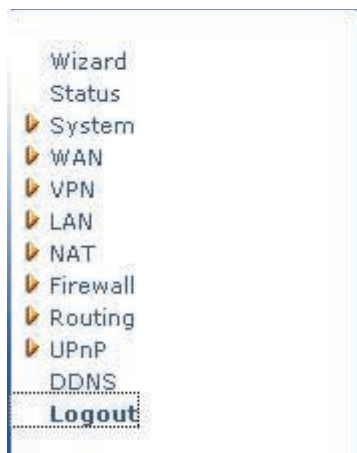 Wizard
Status
System
WAN
VPN
LAN
NAT
Firewall
Routing
UPnP
DDNS
Logout